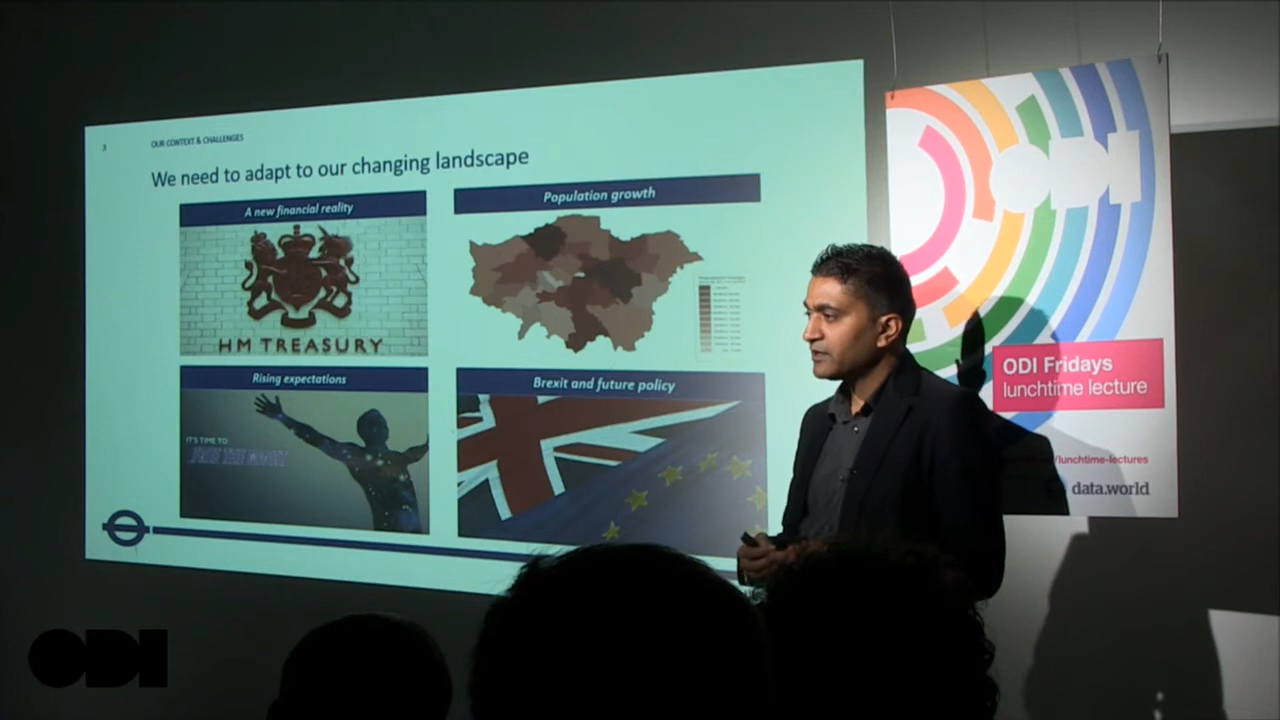 3
OUR CONTEXT & CHALLENGES
We need to adapt to our changing landscape
A new financial reality
Population growth
HM TREASURY
Rising expectations
Brexit and future policy
IT'S TIME TO
ODI Fridays
lunchtime lecture
/lunchtime-lectures
data.world
ODI